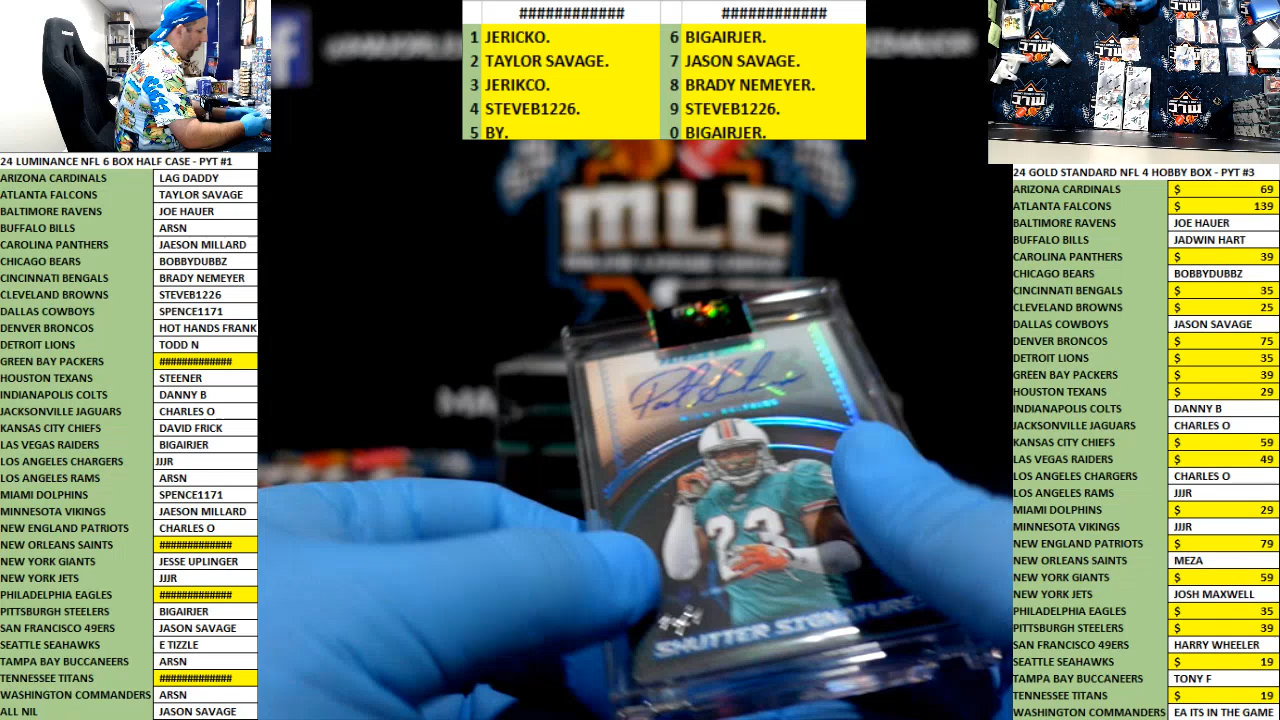 ############ ############
1 JERICKO. 6 BIGAIRJER.
2 TAYLOR SAVAGE. 7 JASON SAVAGE.
3 JERIKCO. 8 BRADY NEMEYER.
4 STEVEB1226. 9 STEVEB1226.
5 BY. 0 BIGAIRJER.
24 LUMINANCE NFL 6 BOX HALF CASE - PYT #1
ARIZONA CARDINALS LAG DADDY
ATLANTA FALCONS TAYLOR SAVAGE
BALTIMORE RAVENS JOE HAUER
BUFFALO BILLS ARSN
CAROLINA PANTHERS JAESON MILLARD
CHICAGO BEARS BOBBYDUBBZ
CINCINNATI BENGALS BRADY NEMEYER
CLEVELAND BROWNS STEVEB1226
DALLAS COWBOYS SPENCE1171
DENVER BRONCOS HOT HANDS FRANK
DETROIT LIONS TODD N
GREEN BAY PACKERS #############
HOUSTON TEXANS STEENER
INDIANAPOLIS COLTS DANNY B
JACKSONVILLE JAGUARS CHARLES O
KANSAS CITY CHIEFS DAVID FRICK
LAS VEGAS RAIDERS BIGAIRJER
LOS ANGELES CHARGERS JJJR
LOS ANGELES RAMS ARSN
MIAMI DOLPHINS SPENCE1171
MINNESOTA VIKINGS JAESON MILLARD
NEW ENGLAND PATRIOTS CHARLES O
NEW ORLEANS SAINTS #############
NEW YORK GIANTS JESSE UPLINGER
NEW YORK JETS JJJR
PHILADELPHIA EAGLES #############
PITTSBURGH STEELERS BIGAIRJER
SAN FRANCISCO 49ERS JASON SAVAGE
SEATTLE SEAHAWKS E TIZZLE
TAMPA BAY BUCCANEERS ARSN
TENNESSEE TITANS #############
WASHINGTON COMMANDERS ARSN
ALL NIL JASON SAVAGE
MLC
23
SHUTTER SIGNATURES
MLC
24 GOLD STANDARD NFL 4 HOBBY BOX - PYT #3
ARIZONA CARDINALS $ 69
ATLANTA FALCONS $ 139
BALTIMORE RAVENS JOE HAUER
BUFFALO BILLS JADWIN HART
CAROLINA PANTHERS $ 39
CHICAGO BEARS BOBBYDUBBZ
CINCINNATI BENGALS $ 35
CLEVELAND BROWNS $ 25
DALLAS COWBOYS JASON SAVAGE
DENVER BRONCOS $ 75
DETROIT LIONS $ 35
GREEN BAY PACKERS $ 39
HOUSTON TEXANS $ 29
INDIANAPOLIS COLTS DANNY B
JACKSONVILLE JAGUARS CHARLES O
KANSAS CITY CHIEFS $ 59
LAS VEGAS RAIDERS $ 49
LOS ANGELES CHARGERS CHARLES O
LOS ANGELES RAMS JJJR
MIAMI DOLPHINS $ 29
MINNESOTA VIKINGS JJJR
NEW ENGLAND PATRIOTS $ 79
NEW ORLEANS SAINTS MEZA
NEW YORK GIANTS $ 59
NEW YORK JETS JOSH MAXWELL
PHILADELPHIA EAGLES $ 35
PITTSBURGH STEELERS $ 39
SAN FRANCISCO 49ERS HARRY WHEELER
SEATTLE SEAHAWKS $ 19
TAMPA BAY BUCCANEERS TONY F
TENNESSEE TITANS $ 19
WASHINGTON COMMANDERS EA ITS IN THE GAME